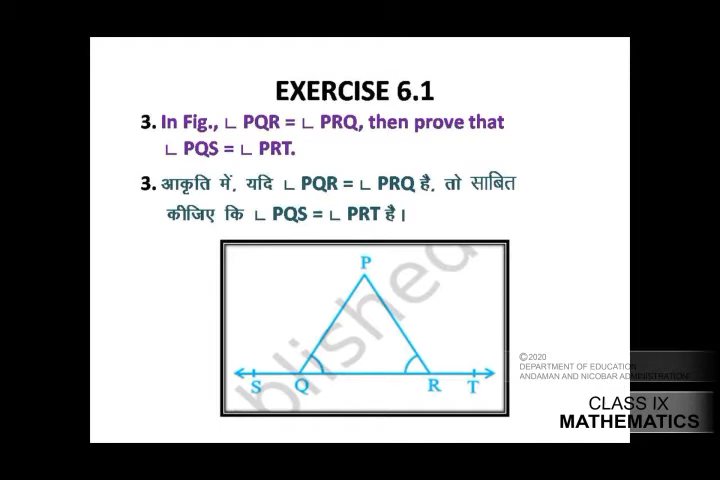 EXERCISE 6.1
3. In Fig., ∟ PQR = ∟ PRQ, then prove that
∟ PQS = ∟ PRT.
3. आकृति में, यदि ∟ PQR = ∟ PRQ है, तो साबित
कीजिए कि ∟ PQS = ∟ PRT है।
P
S Q R T
blished
©2020
DEPARTMENT OF EDUCATION
ANDAMAN AND NICOBAR ADMINISTRATION
CLASS IX
MATHEMATICS